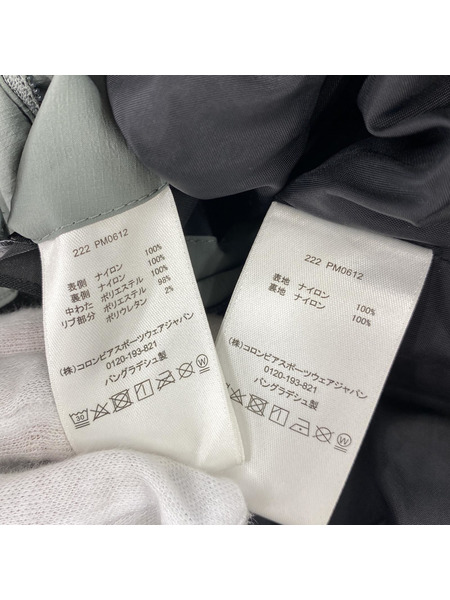 222 PM0612
表側 ナイロン 100%
裏側 ナイロン 100%
中わた ポリエステル 100%
リブ部分 ポリエステル 98%
ポリウレタン 2%
(株)コロンビアスポーツウェアジャパン
0120-193-821
バングラデシュ製
30
W
222 PM0612
表地 ナイロン 100%
裏地 ナイロン 100%
(株)コロンビアスポーツウェアジャパン
0120-193-821
バングラデシュ製
W